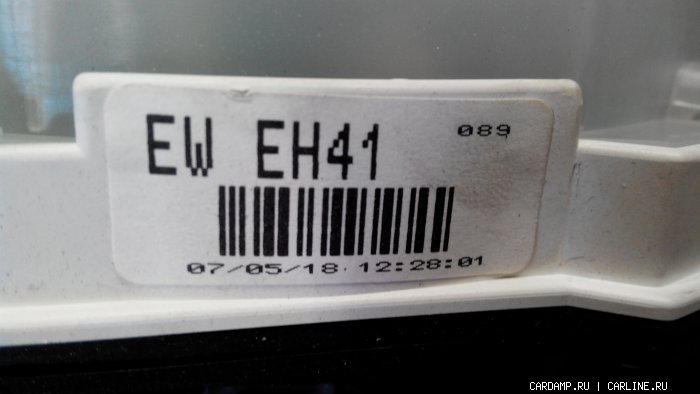 EW EH41 089
07/05/18 12:28:01
CARDAMP.RU | CARLINE.RU